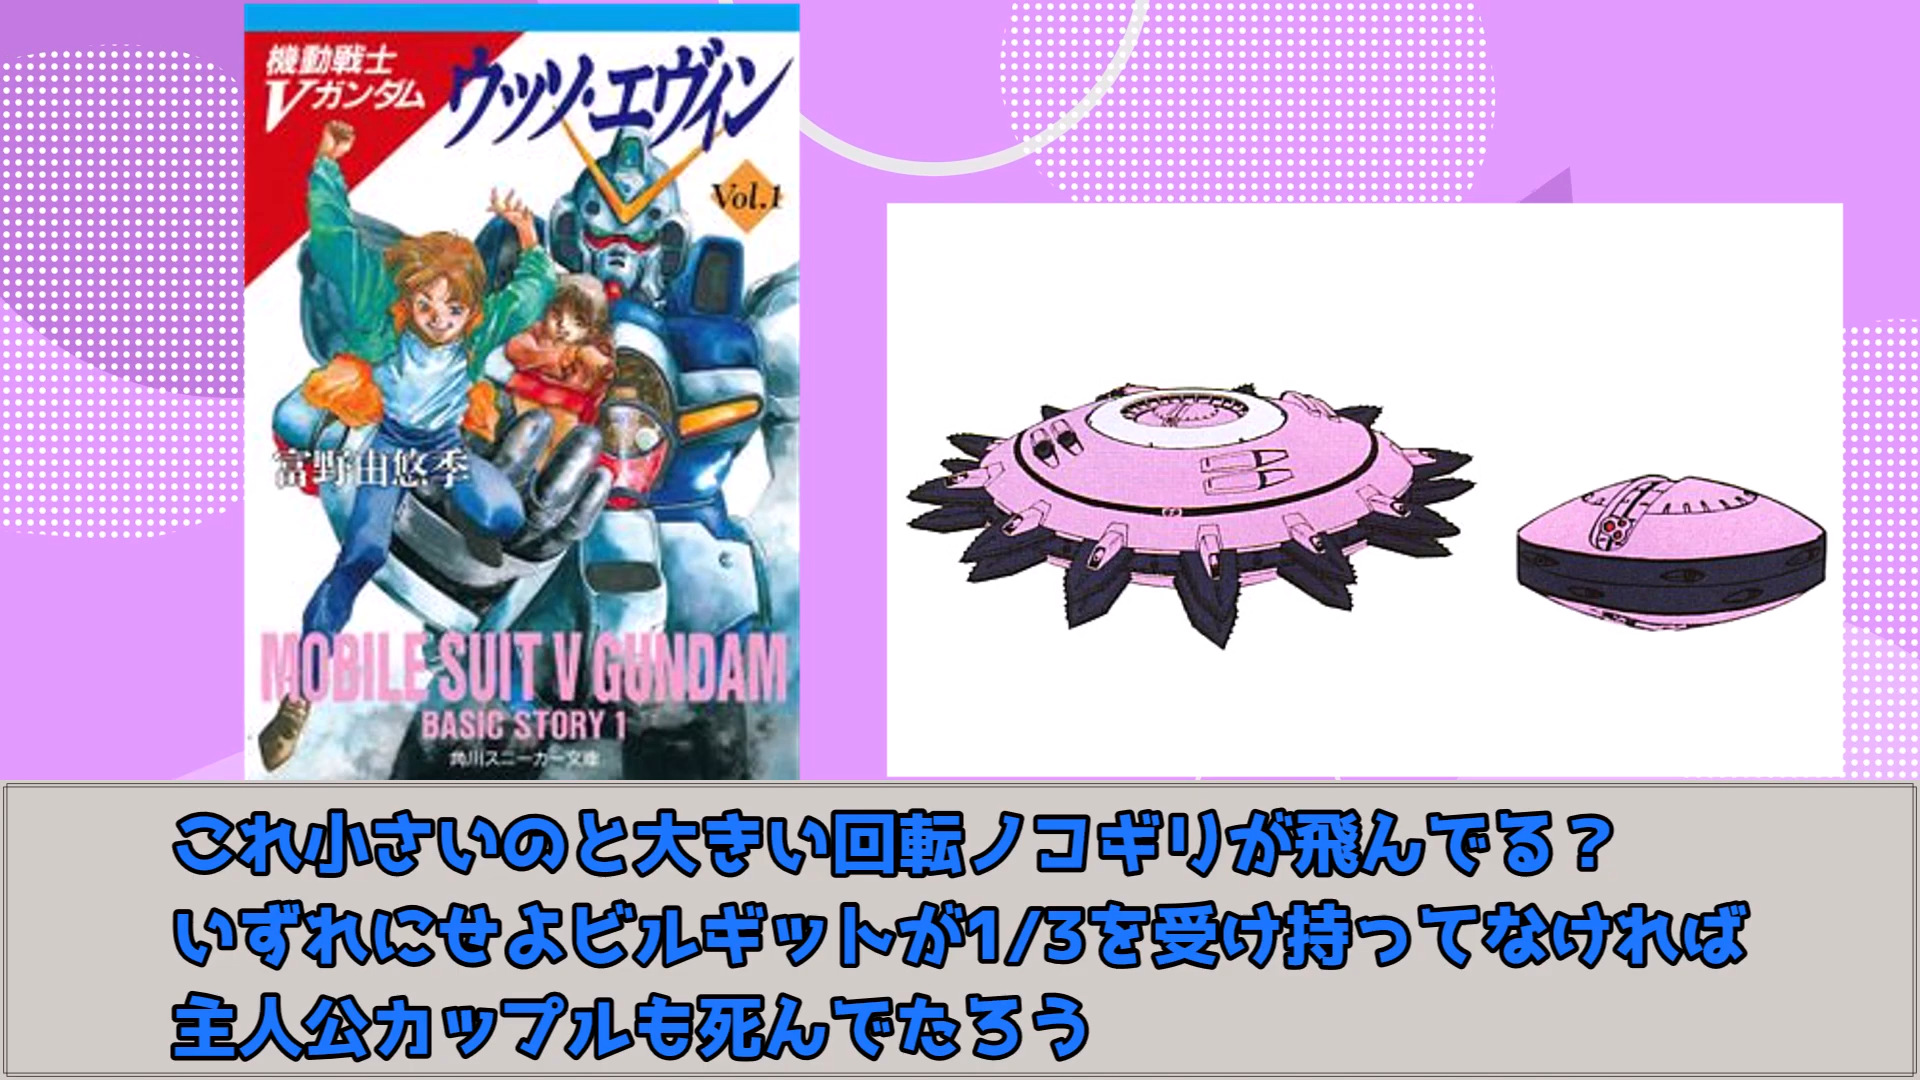 機動戦士
Vガンダム
ウッソ・エヴィン
Vol.1
富野由悠季
MOBILE SUIT V GUNDAM
BASIC STORY 1
角川スニーカー文庫
これ小さいのと大きい回転ノコギリが飛んでる？
いずれにせよビルギットが1/3を受け持ってなければ
主人公カップルも死んでたろう